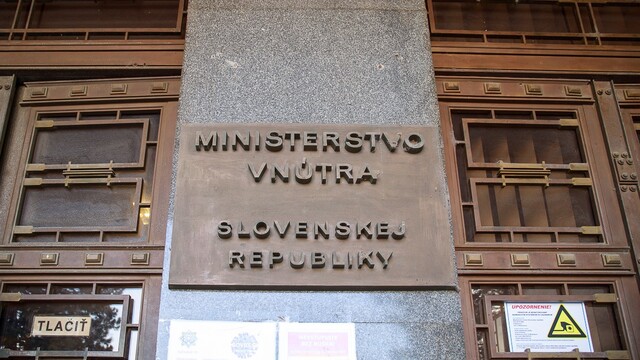 MINISTERSTVO
VNÚTRA
SLOVENSKEJ
REPUBLIKY
TLAČIŤ
UPOZORNENIE!